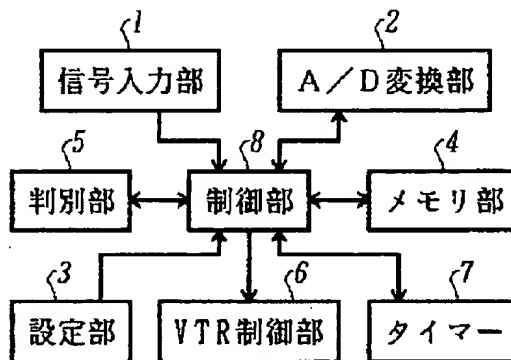 1
信号入力部
2
A/D変換部
5
判別部
8
制御部
4
メモリ部
3
設定部
6
VTR制御部
7
タイマー